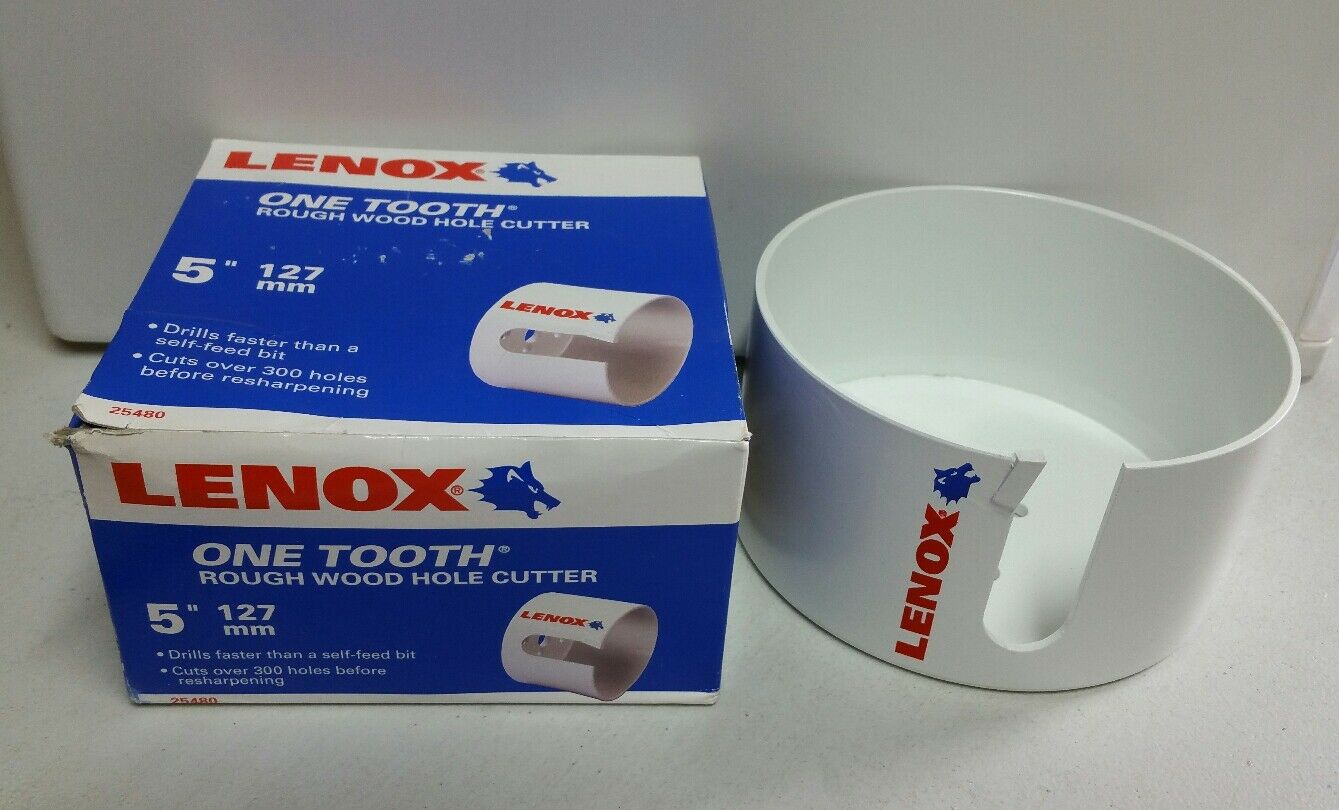 LENOX®
ONE TOOTH®
ROUGH WOOD HOLE CUTTER
5" 127 mm
• Drills faster than a
self-feed bit
• Cuts over 300 holes
before resharpening
LENOX
25480
LENOX®
ONE TOOTH®
ROUGH WOOD HOLE CUTTER
5" 127 mm
• Drills faster than a self-feed bit
• Cuts over 300 holes before
resharpening
LENOX
25480
LENOX®